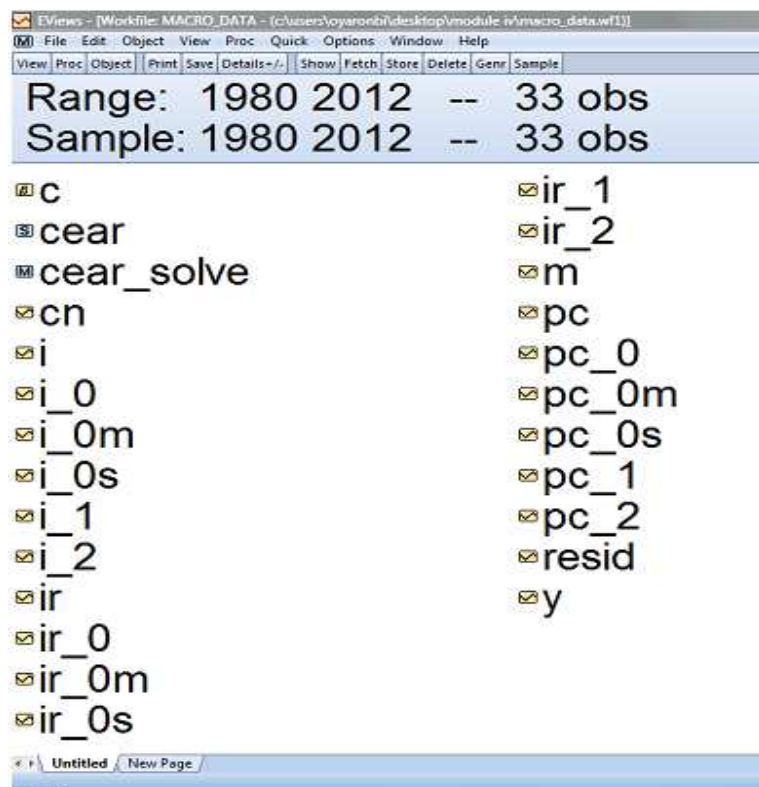 EViews - [Workfile: MACRO_DATA - (c:\users\oyaronbi\desktop\module iv\macro_data.wf1)]
File Edit Object View Proc Quick Options Window Help
View Proc Object Print Save Details+/- Show Fetch Store Delete Genr Sample
Range: 1980 2012 -- 33 obs
Sample: 1980 2012 -- 33 obs
c
cear
cear_solve
cn
i
i_0
i_0m
i_0s
i_1
i_2
ir
ir_0
ir_0m
ir_0s
ir_1
ir_2
m
pc
pc_0
pc_0m
pc_0s
pc_1
pc_2
resid
y
Untitled New Page